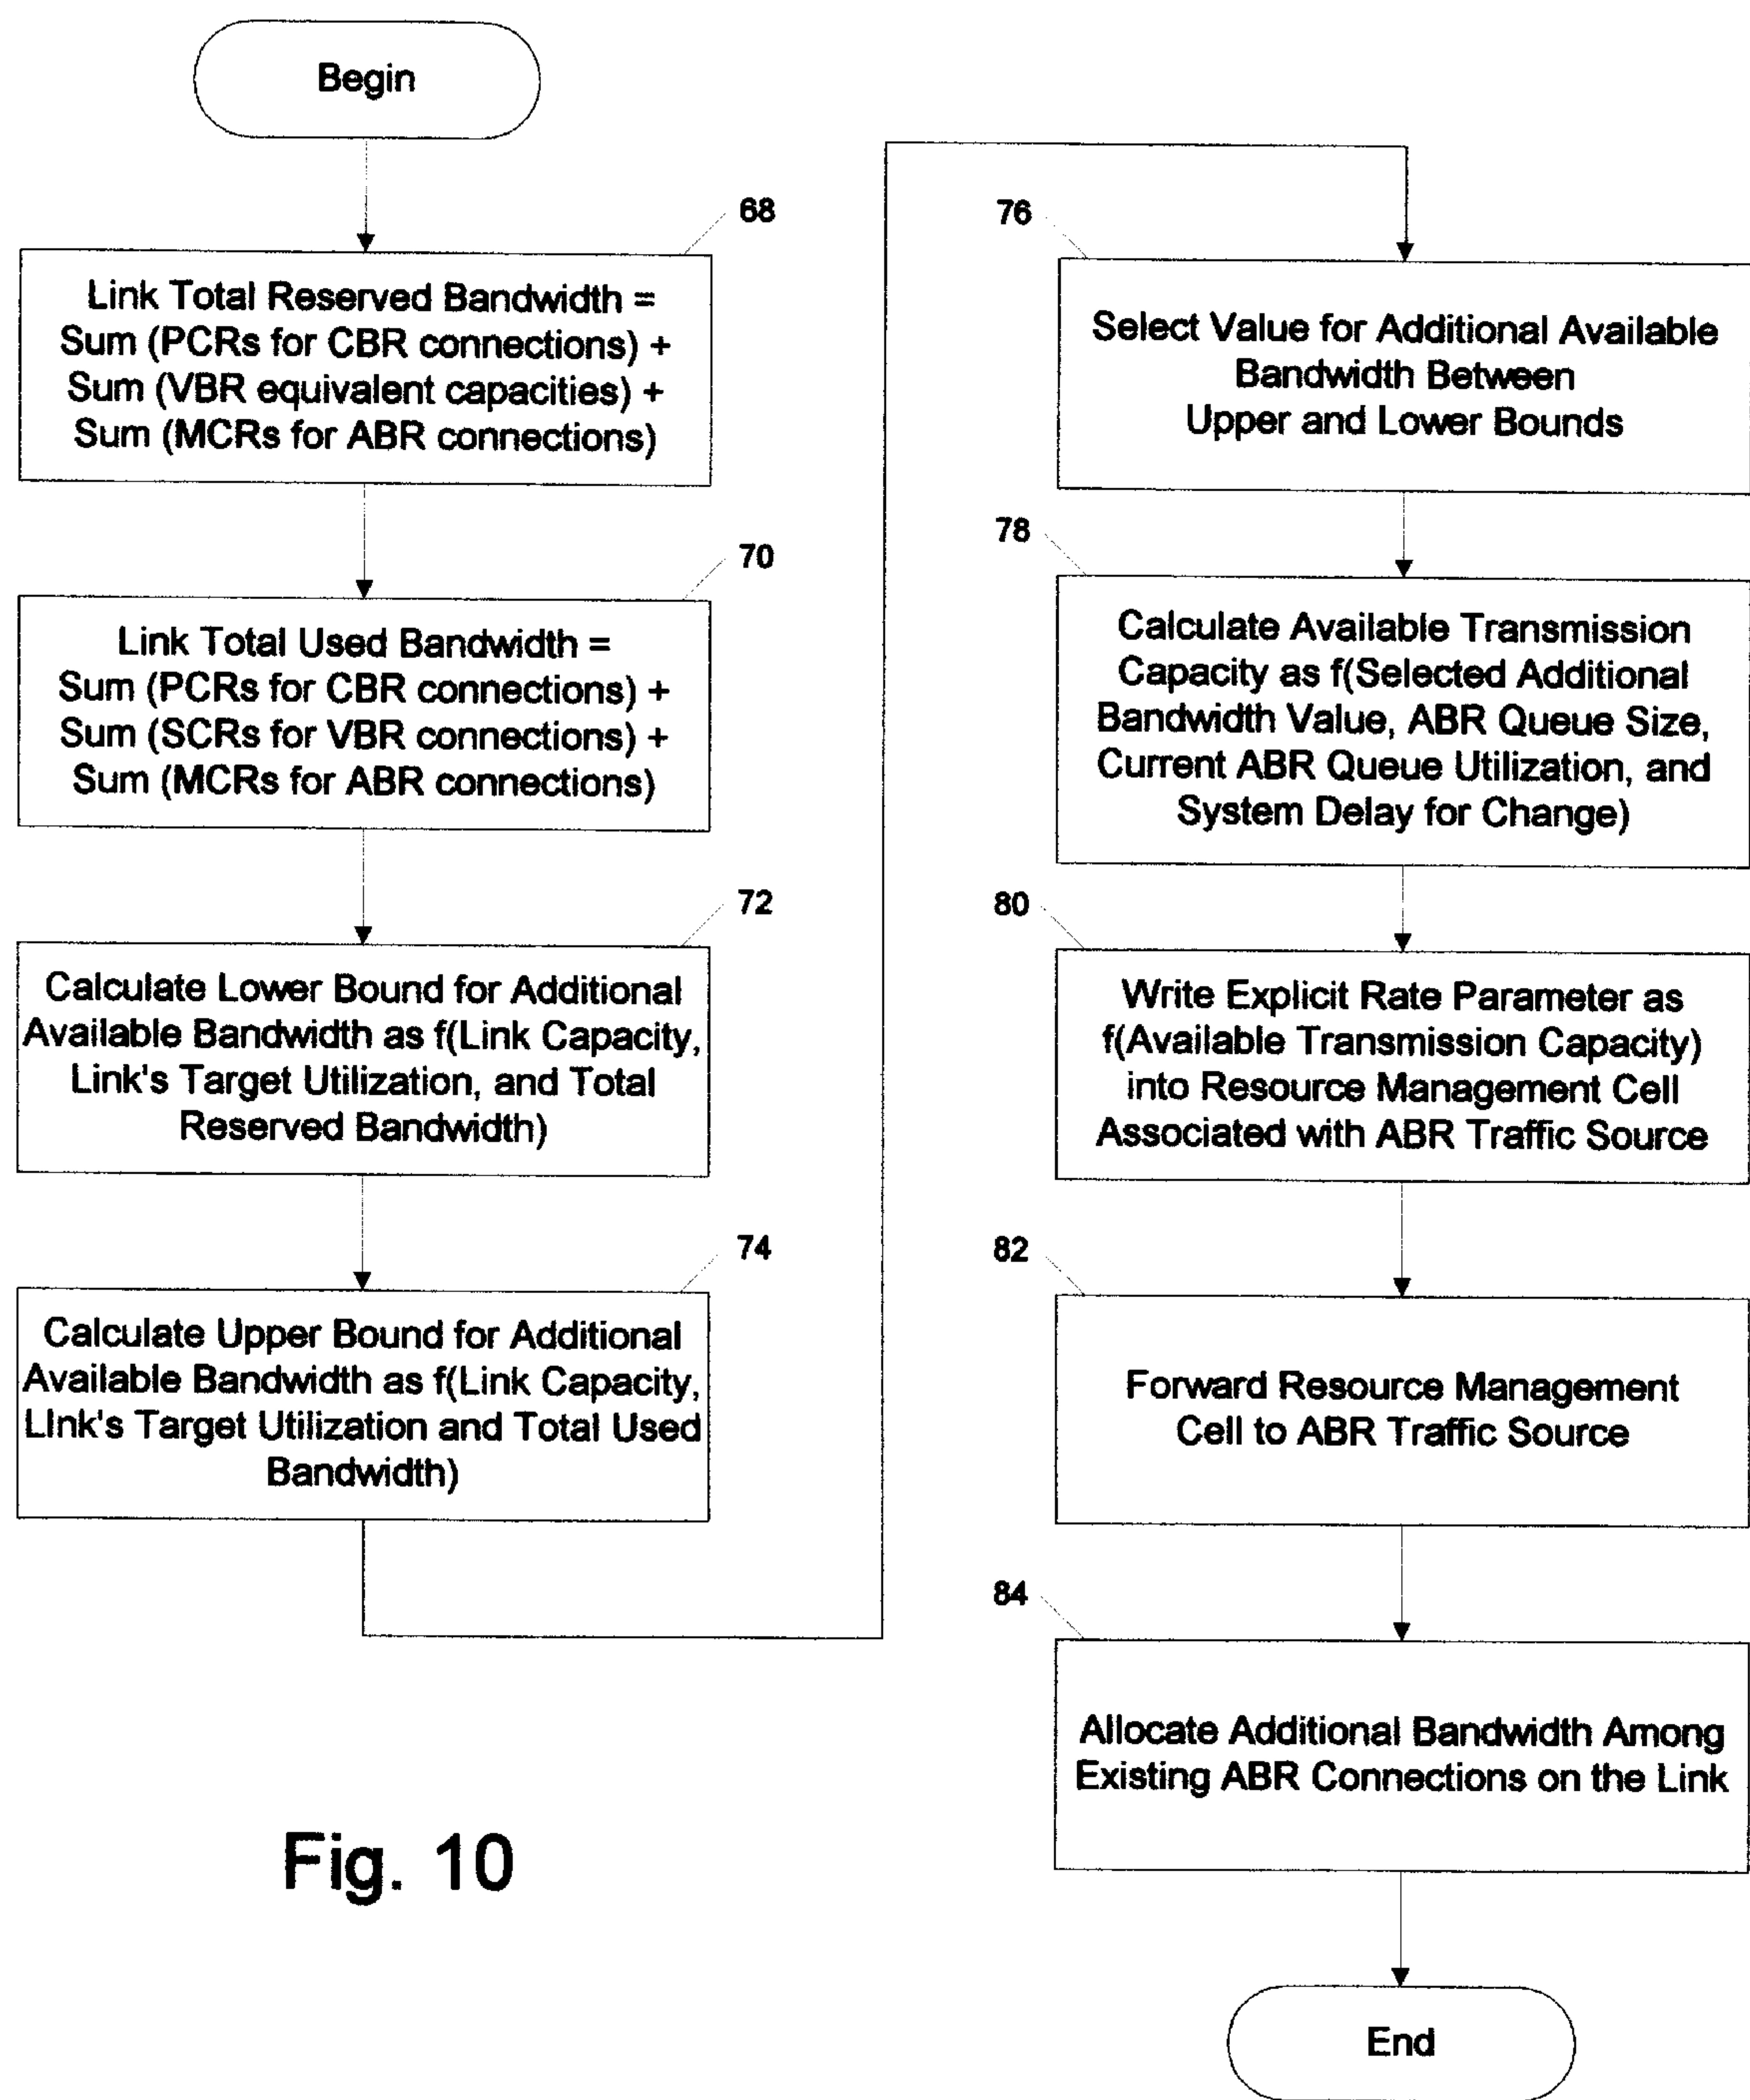 Begin
68
Link Total Reserved Bandwidth =
Sum (PCRs for CBR connections) +
Sum (VBR equivalent capacities) +
Sum (MCRs for ABR connections)
70
Link Total Used Bandwidth =
Sum (PCRs for CBR connections) +
Sum (SCRs for VBR connections) +
Sum (MCRs for ABR connections)
72
Calculate Lower Bound for Additional
Available Bandwidth as f(Link Capacity,
Link's Target Utilization, and Total
Reserved Bandwidth)
74
Calculate Upper Bound for Additional
Available Bandwidth as f(Link Capacity,
LInk's Target Utilization and Total Used
Bandwidth)
76
Select Value for Additional Available
Bandwidth Between
Upper and Lower Bounds
78
Calculate Available Transmission
Capacity as f(Selected Additional
Bandwidth Value, ABR Queue Size,
Current ABR Queue Utilization, and
System Delay for Change)
80
Write Explicit Rate Parameter as
f(Available Transmission Capacity)
into Resource Management Cell
Associated with ABR Traffic Source
82
Forward Resource Management
Cell to ABR Traffic Source
84
Allocate Additional Bandwidth Among
Existing ABR Connections on the Link
End
Fig. 10